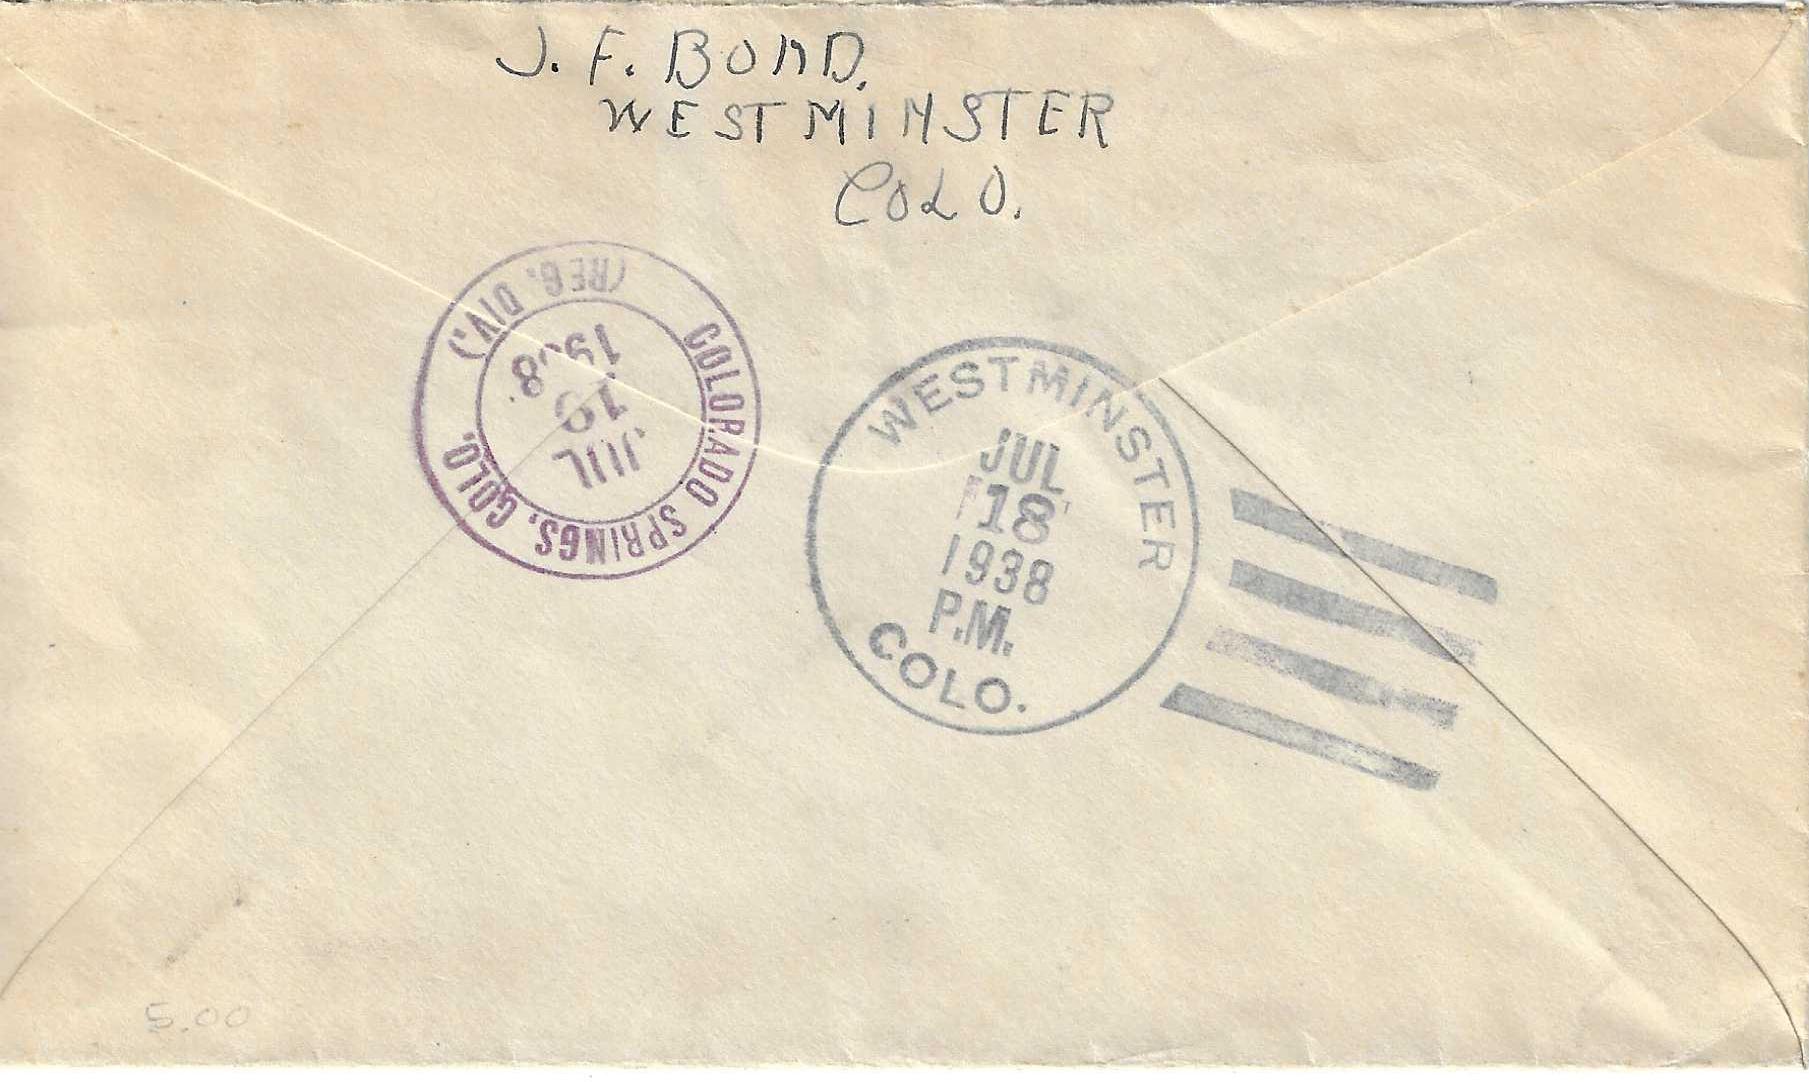 J. F. BOND.
WESTMINSTER
COLO.
COLORADO SPRINGS, COLO.
(REG. DIV.)
JUL
19
1938
WESTMINSTER
JUL
18
1938
P.M.
COLO.
5.00